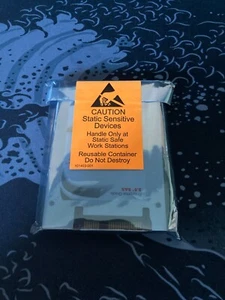 CAUTION
Static Sensitive
Devices
Handle Only at
Static Safe
Work Stations
Reusable Container
Do Not Destroy